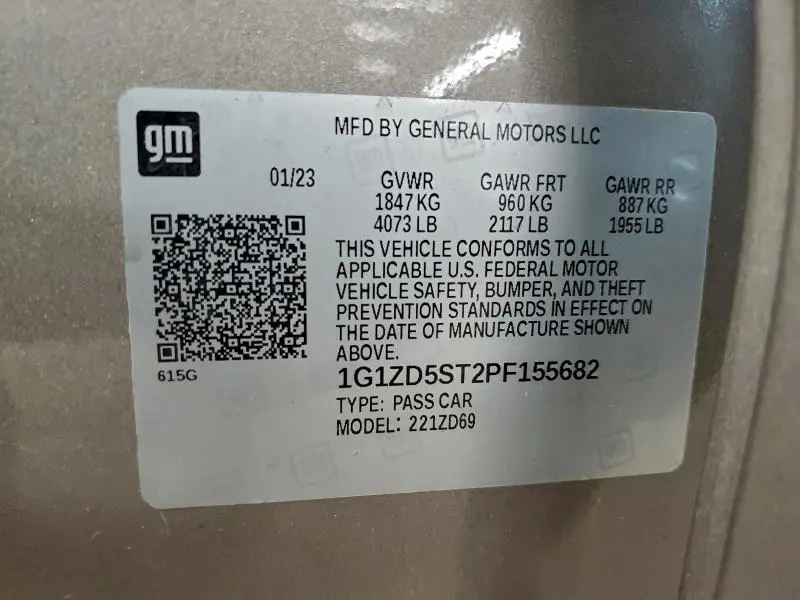 gm
MFD BY GENERAL MOTORS LLC
01/23 GVWR GAWR FRT GAWR RR
1847 KG 960 KG 887 KG
4073 LB 2117 LB 1955 LB
THIS VEHICLE CONFORMS TO ALL
APPLICABLE U.S. FEDERAL MOTOR
VEHICLE SAFETY, BUMPER, AND THEFT
PREVENTION STANDARDS IN EFFECT ON
THE DATE OF MANUFACTURE SHOWN
ABOVE.
615G
1G1ZD5ST2PF155682
TYPE: PASS CAR
MODEL: 221ZD69